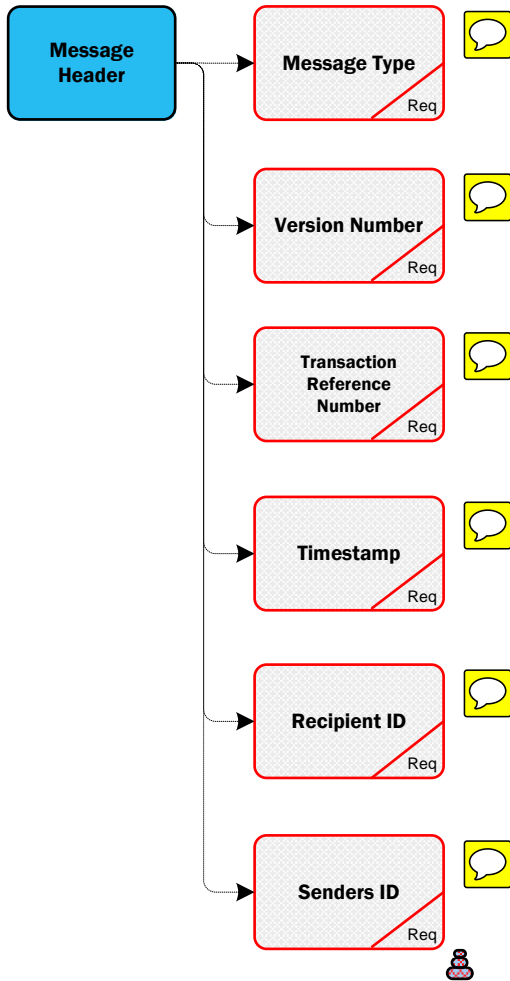 Message
Header
Message Type
Req
Version Number
Req
Transaction
Reference
Number
Req
Timestamp
Req
Recipient ID
Req
Senders ID
Req